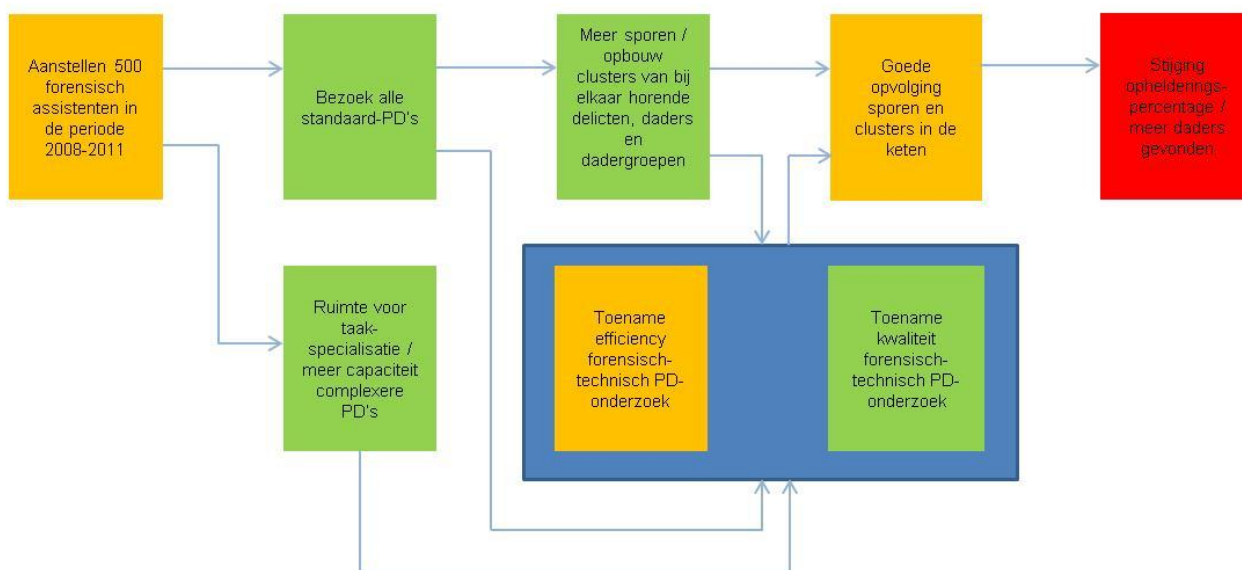 Aanstellen 500
forensisch
assistenten in
de periode
2008-2011
Bezoek alle
standaard-PD's
Meer sporen /
opbouw
clusters van bij
elkaar horende
delicten, daders
en
dadergroepen
Goede
opvolging
sporen en
clusters in de
keten
Stijging
ophelderings-
percentage /
meer daders
gevonden
Ruimte voor
taak-
specialisatie /
meer capaciteit
complexere
PD's
Toename
efficiency
forensisch-
technisch PD-
onderzoek
Toename
kwaliteit
forensisch-
technisch PD-
onderzoek